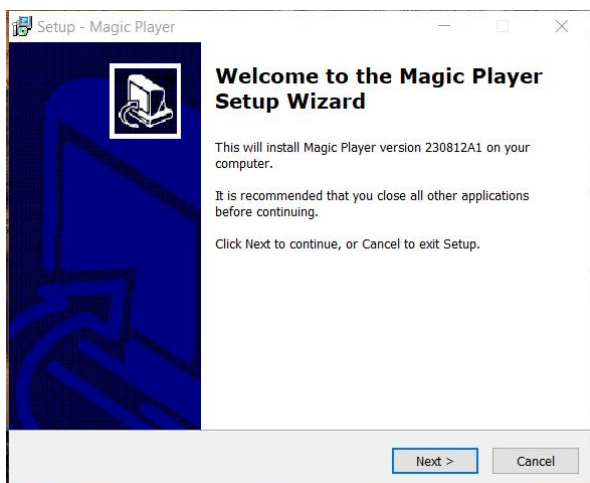 Setup - Magic Player
Welcome to the Magic Player
Setup Wizard
This will install Magic Player version 230812A1 on your
computer.
It is recommended that you close all other applications
before continuing.
Click Next to continue, or Cancel to exit Setup.
Next >
Cancel